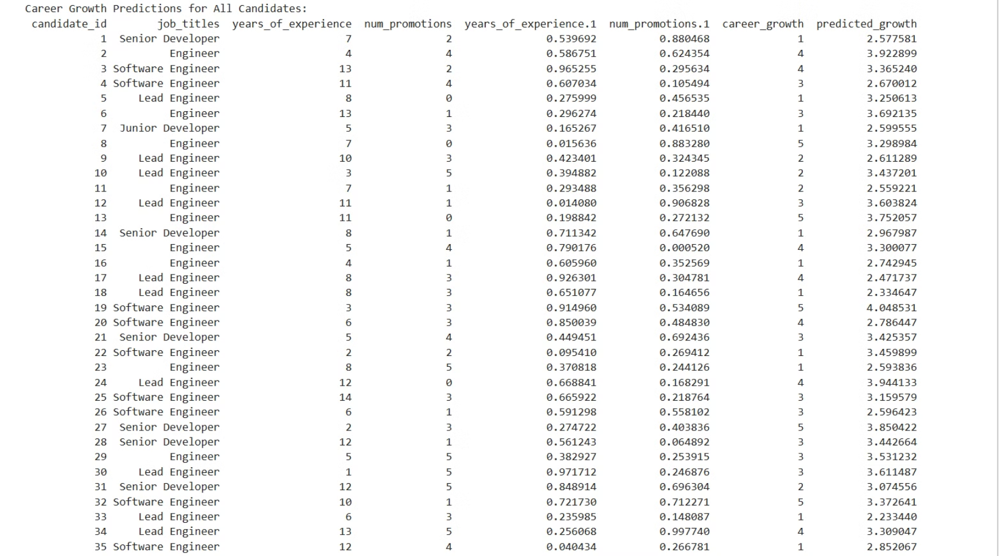 Career Growth Predictions for All Candidates:
candidate_id job_titles years_of_experience num_promotions years_of_experience.1 num_promotions.1 career_growth predicted_growth
1 Senior Developer 7 2 0.539692 0.880468 1 2.577581
2 Engineer 4 4 0.586751 0.624354 4 3.922899
3 Software Engineer 13 2 0.965255 0.295634 4 3.365240
4 Software Engineer 11 4 0.607034 0.105494 3 2.670012
5 Lead Engineer 8 0 0.275999 0.456535 1 3.250613
6 Engineer 13 1 0.296274 0.218440 3 3.692135
7 Junior Developer 5 3 0.165267 0.416510 1 2.599555
8 Engineer 7 0 0.015636 0.883280 5 3.298984
9 Lead Engineer 10 3 0.423401 0.324345 2 2.611289
10 Lead Engineer 3 5 0.394882 0.122088 2 3.437201
11 Engineer 7 1 0.293488 0.356298 2 2.559221
12 Lead Engineer 11 1 0.014080 0.906828 3 3.603824
13 Engineer 11 0 0.198842 0.272132 5 3.752057
14 Senior Developer 8 1 0.711342 0.647690 1 2.967987
15 Engineer 5 4 0.790176 0.000520 4 3.300077
16 Engineer 4 1 0.605960 0.352569 1 2.742945
17 Lead Engineer 8 3 0.926301 0.304781 4 2.471737
18 Lead Engineer 8 3 0.651077 0.164656 1 2.334647
19 Software Engineer 3 3 0.914960 0.534089 5 4.048531
20 Software Engineer 6 3 0.850039 0.484830 4 2.786447
21 Senior Developer 5 4 0.449451 0.692436 3 3.425357
22 Software Engineer 2 2 0.095410 0.269412 1 3.459899
23 Engineer 8 5 0.370818 0.244126 1 2.593836
24 Lead Engineer 12 0 0.668841 0.168291 4 3.944133
25 Software Engineer 14 3 0.665922 0.218764 3 3.159579
26 Software Engineer 6 1 0.591298 0.558102 3 2.596423
27 Senior Developer 2 3 0.274722 0.403836 5 3.850422
28 Senior Developer 12 1 0.561243 0.064892 3 3.442664
29 Engineer 5 5 0.382927 0.253915 3 3.531232
30 Lead Engineer 1 5 0.971712 0.246876 3 3.611487
31 Senior Developer 12 5 0.848914 0.696304 2 3.074556
32 Software Engineer 10 1 0.721730 0.712271 5 3.372641
33 Lead Engineer 6 3 0.235985 0.148087 1 2.233440
34 Lead Engineer 13 5 0.256068 0.997740 4 3.309047
35 Software Engineer 12 4 0.040434 0.266781 1 2.852067